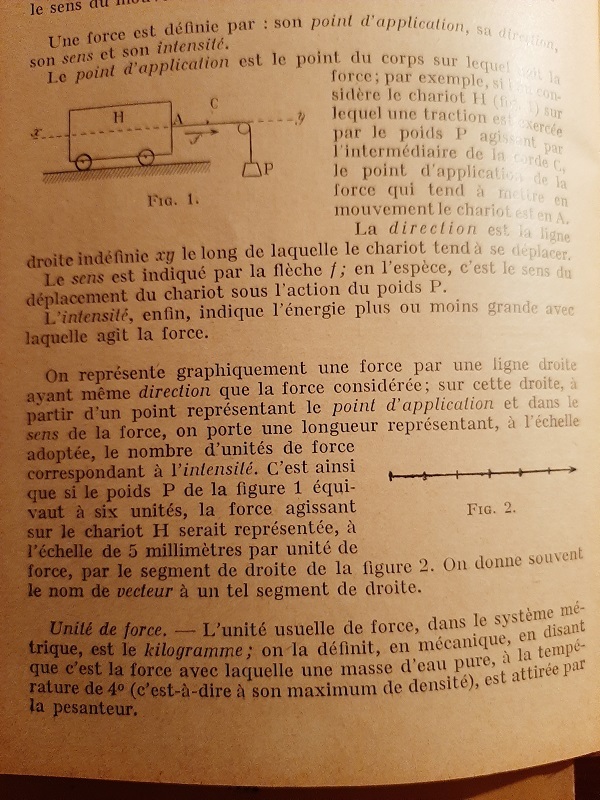 le sens du mouve
Une force est définie par : son point d'application, sa direction,
son sens et son intensité.
Le point d'application est le point du corps sur lequel agit la
force ; par exemple, si l'on con-
sidère le chariot H (fig. 1) sur
lequel une traction est exercée
par le poids P agissant par
l'intermédiaire de la corde C,
le point d'application de la
force qui tend à mettre en
mouvement le chariot est en A.
H
A
C
x
y
f
P
FIG. 1.
La direction est la ligne
droite indéfinie xy le long de laquelle le chariot tend à se déplacer.
Le sens est indiqué par la flèche f ; en l'espèce, c'est le sens du
déplacement du chariot sous l'action du poids P.
L'intensité, enfin, indique l'énergie plus ou moins grande avec
laquelle agit la force.
On représente graphiquement une force par une ligne droite
ayant même direction que la force considérée ; sur cette droite, à
partir d'un point représentant le point d'application et dans le
sens de la force, on porte une longueur représentant, à l'échelle
adoptée, le nombre d'unités de force
correspondant à l'intensité. C'est ainsi
que si le poids P de la figure 1 équi-
vaut à six unités, la force agissant
sur le chariot H serait représentée, à
l'échelle de 5 millimètres par unité de
FIG. 2.
force, par le segment de droite de la figure 2. On donne souvent
le nom de vecteur à un tel segment de droite.
Unité de force. — L'unité usuelle de force, dans le système mé-
trique, est le kilogramme ; on la définit, en mécanique, en disant
que c'est la force avec laquelle une masse d'eau pure, à la tempé-
rature de 4º (c'est-à-dire à son maximum de densité), est attirée par
la pesanteur.